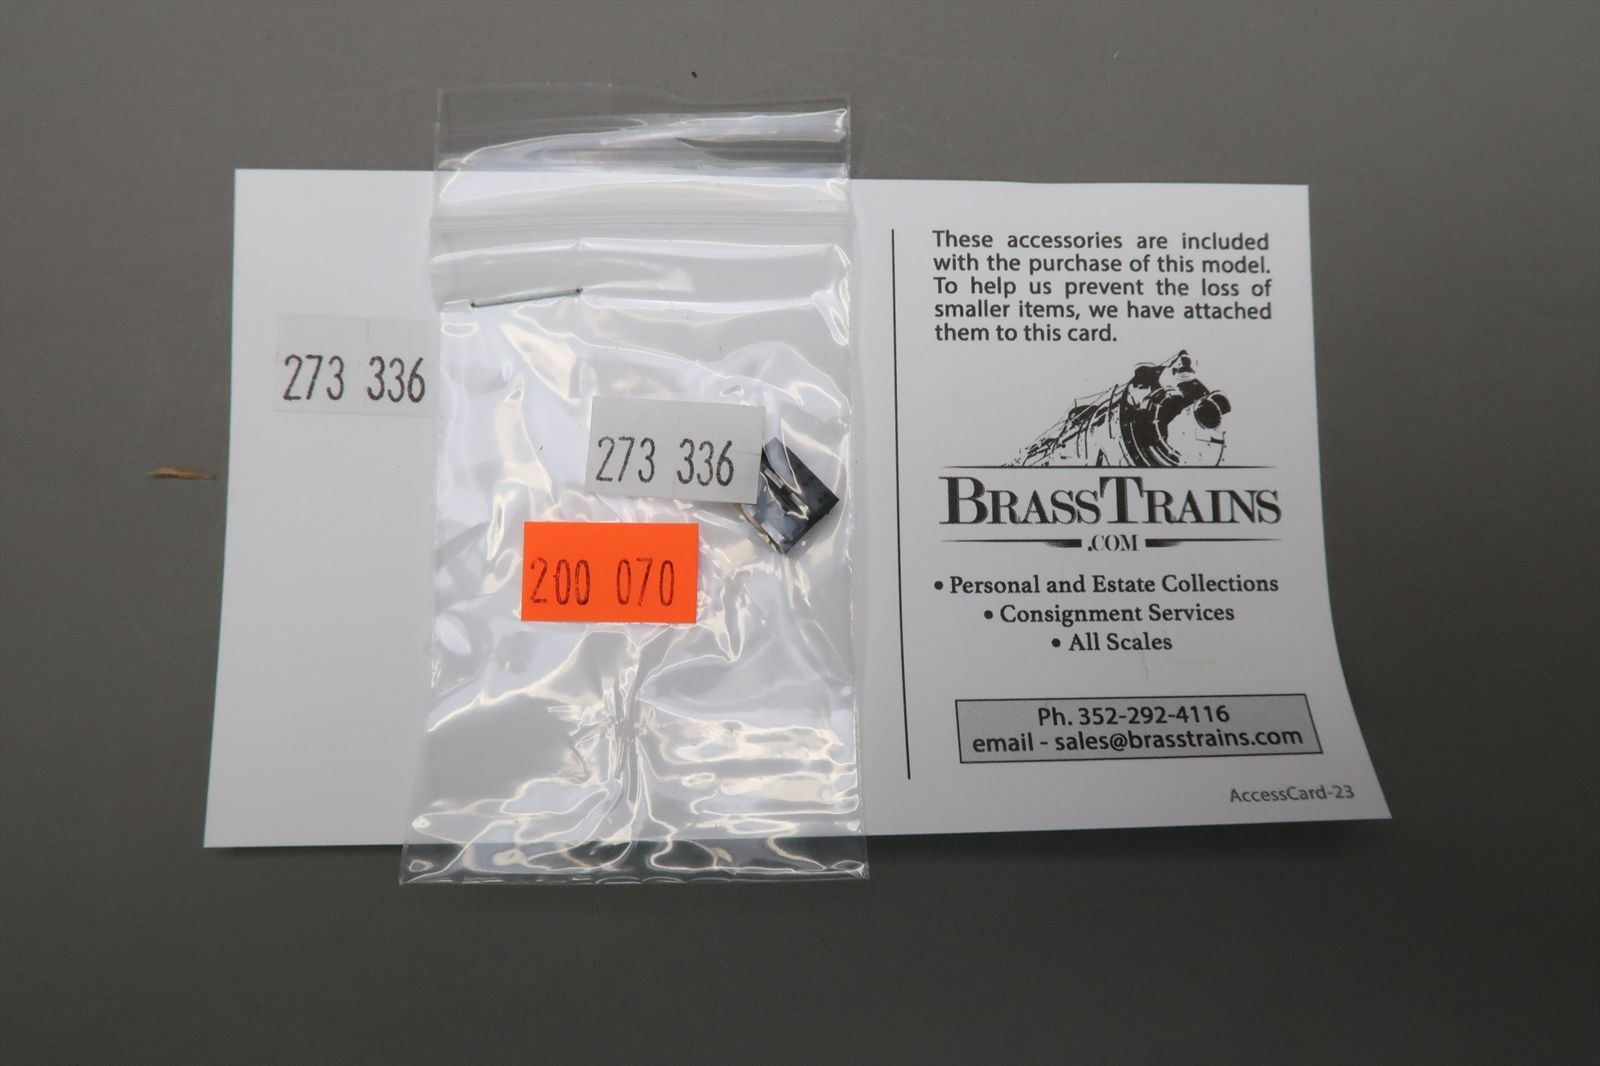 273 336
273 336
200 070
These accessories are included
with the purchase of this model.
To help us prevent the loss of
smaller items, we have attached
them to this card.
BRASSTRAINS
.COM
• Personal and Estate Collections
• Consignment Services
• All Scales
Ph. 352-292-4116
email - sales@brasstrains.com
AccessCard-23